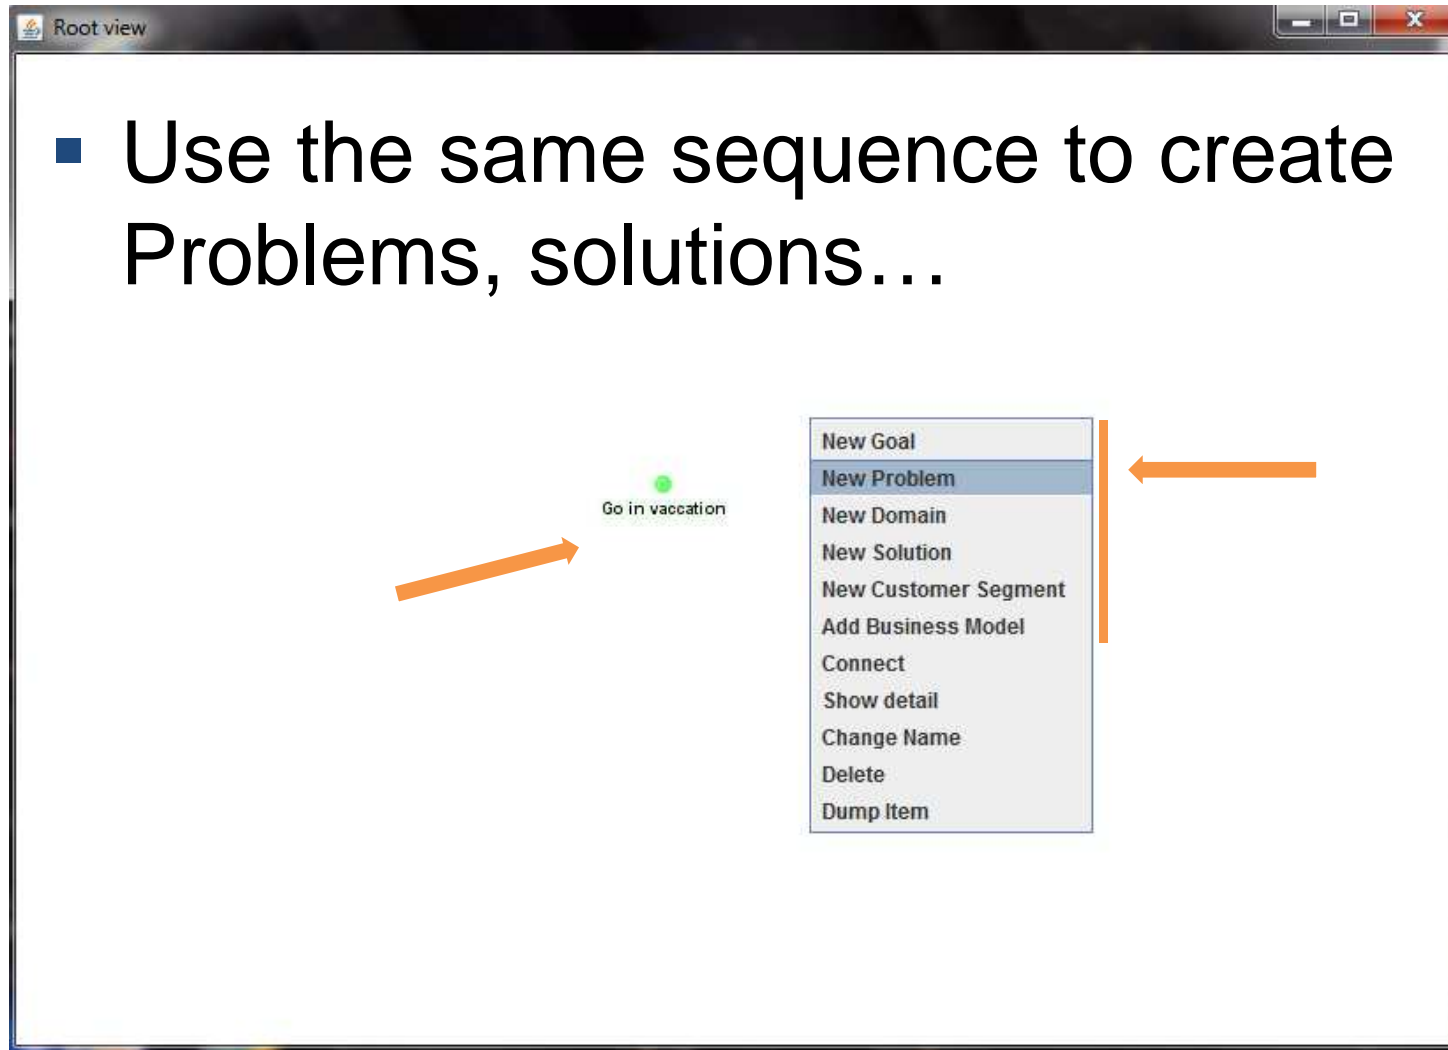 Root view
Use the same sequence to create
Problems, solutions…
Go in vaccation
New Goal
New Problem
New Domain
New Solution
New Customer Segment
Add Business Model
Connect
Show detail
Change Name
Delete
Dump Item